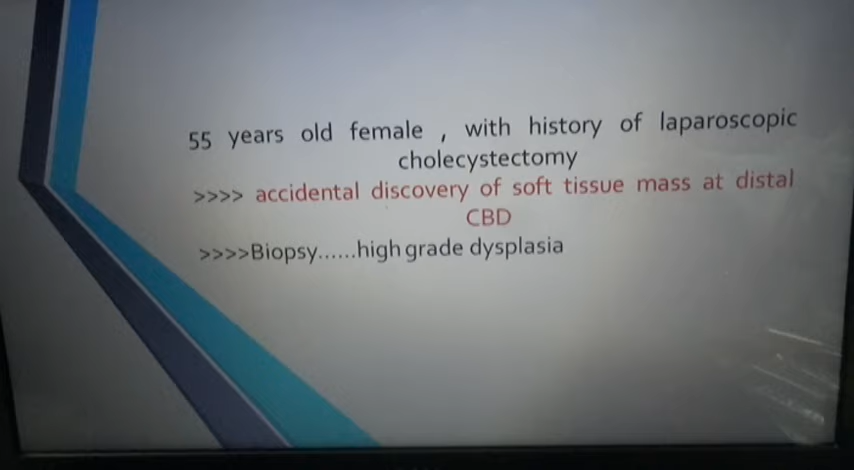 55 years old female , with history of laparoscopic
cholecystectomy
>>>> accidental discovery of soft tissue mass at distal
CBD
>>>>Biopsy......high grade dysplasia